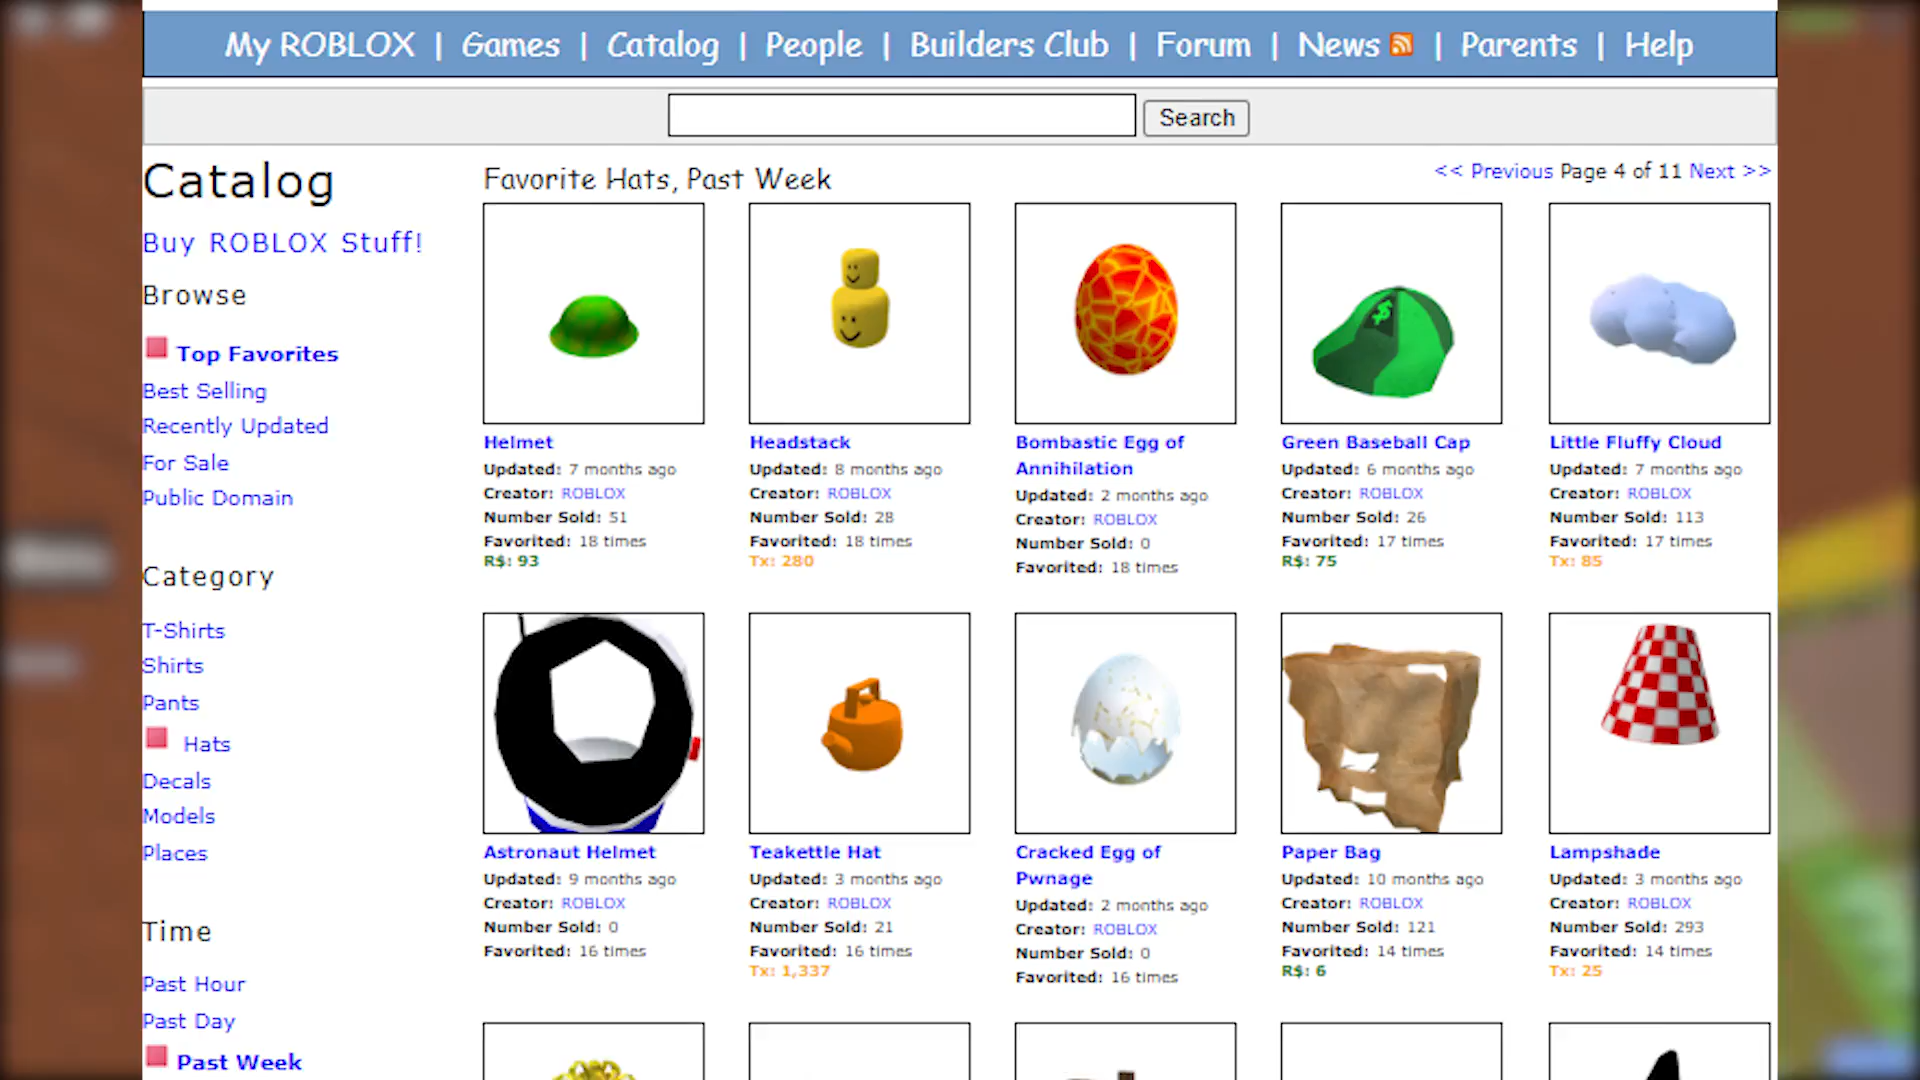 My ROBLOX | Games | Catalog | People | Builders Club | Forum | News | Parents | Help
Search
Catalog
Buy ROBLOX Stuff!
Browse
Top Favorites
Best Selling
Recently Updated
For Sale
Public Domain
Category
T-Shirts
Shirts
Pants
Hats
Decals
Models
Places
Time
Past Hour
Past Day
Past Week
Favorite Hats, Past Week
<< Previous Page 4 of 11 Next >>
Helmet
Updated: 7 months ago
Creator: ROBLOX
Number Sold: 51
Favorited: 18 times
R$: 93
Headstack
Updated: 8 months ago
Creator: ROBLOX
Number Sold: 28
Favorited: 18 times
Tx: 280
Bombastic Egg of
Annihilation
Updated: 2 months ago
Creator: ROBLOX
Number Sold: 0
Favorited: 18 times
$
Green Baseball Cap
Updated: 6 months ago
Creator: ROBLOX
Number Sold: 26
Favorited: 17 times
R$: 75
Little Fluffy Cloud
Updated: 7 months ago
Creator: ROBLOX
Number Sold: 113
Favorited: 17 times
Tx: 85
Astronaut Helmet
Updated: 9 months ago
Creator: ROBLOX
Number Sold: 0
Favorited: 16 times
Teakettle Hat
Updated: 3 months ago
Creator: ROBLOX
Number Sold: 21
Favorited: 16 times
Tx: 1,337
Cracked Egg of
Pwnage
Updated: 2 months ago
Creator: ROBLOX
Number Sold: 0
Favorited: 16 times
Paper Bag
Updated: 10 months ago
Creator: ROBLOX
Number Sold: 121
Favorited: 14 times
R$: 6
Lampshade
Updated: 3 months ago
Creator: ROBLOX
Number Sold: 293
Favorited: 14 times
Tx: 25